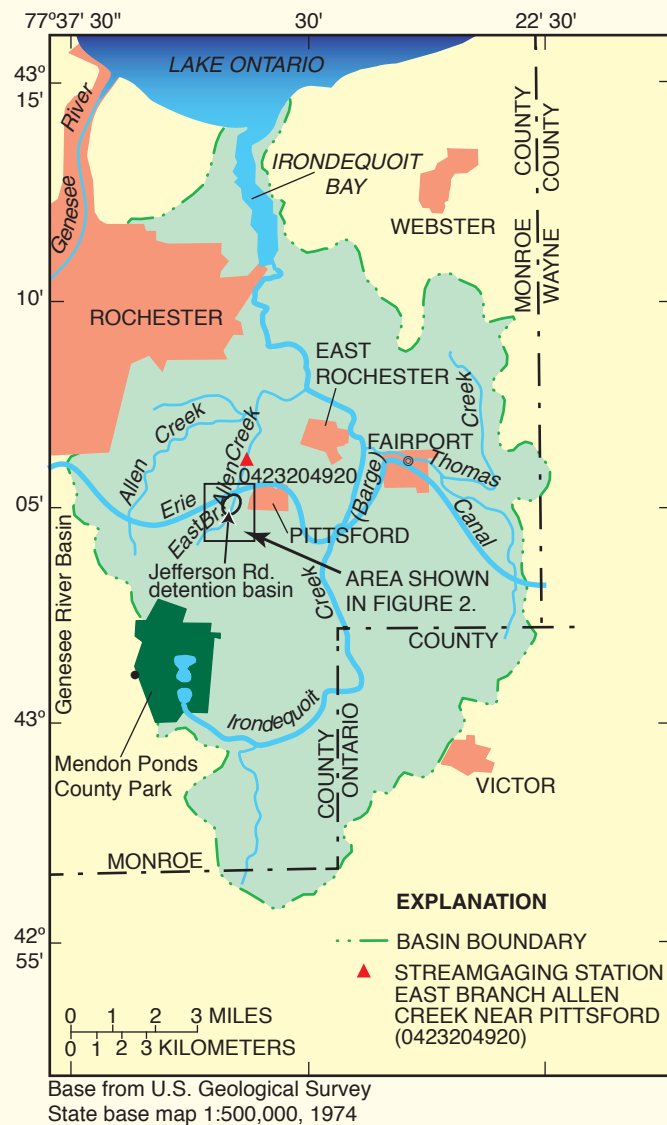 77º37' 30"
30'
22' 30"
43º
15'
LAKE ONTARIO
River
Genesee
IRONDEQUOIT
BAY
WEBSTER
COUNTY
COUNTY
MONROE
WAYNE
10'
ROCHESTER
EAST
ROCHESTER
Creek
Allen
Creek
Allen Creek
East Br.
FAIRPORT
Thomas
0423204920
05'
Erie
(Barge)
Canal
PITTSFORD
Jefferson Rd.
detention basin
AREA SHOWN
IN FIGURE 2.
Creek
COUNTY
Genesee River Basin
43º
Irondequoit
Mendon Ponds
County Park
COUNTY
ONTARIO
VICTOR
MONROE
42º
55'
EXPLANATION
BASIN BOUNDARY
STREAMGAGING STATION
EAST BRANCH ALLEN
CREEK NEAR PITTSFORD
(0423204920)
0 1 2 3 MILES
0 1 2 3 KILOMETERS
Base from U.S. Geological Survey
State base map 1:500,000, 1974